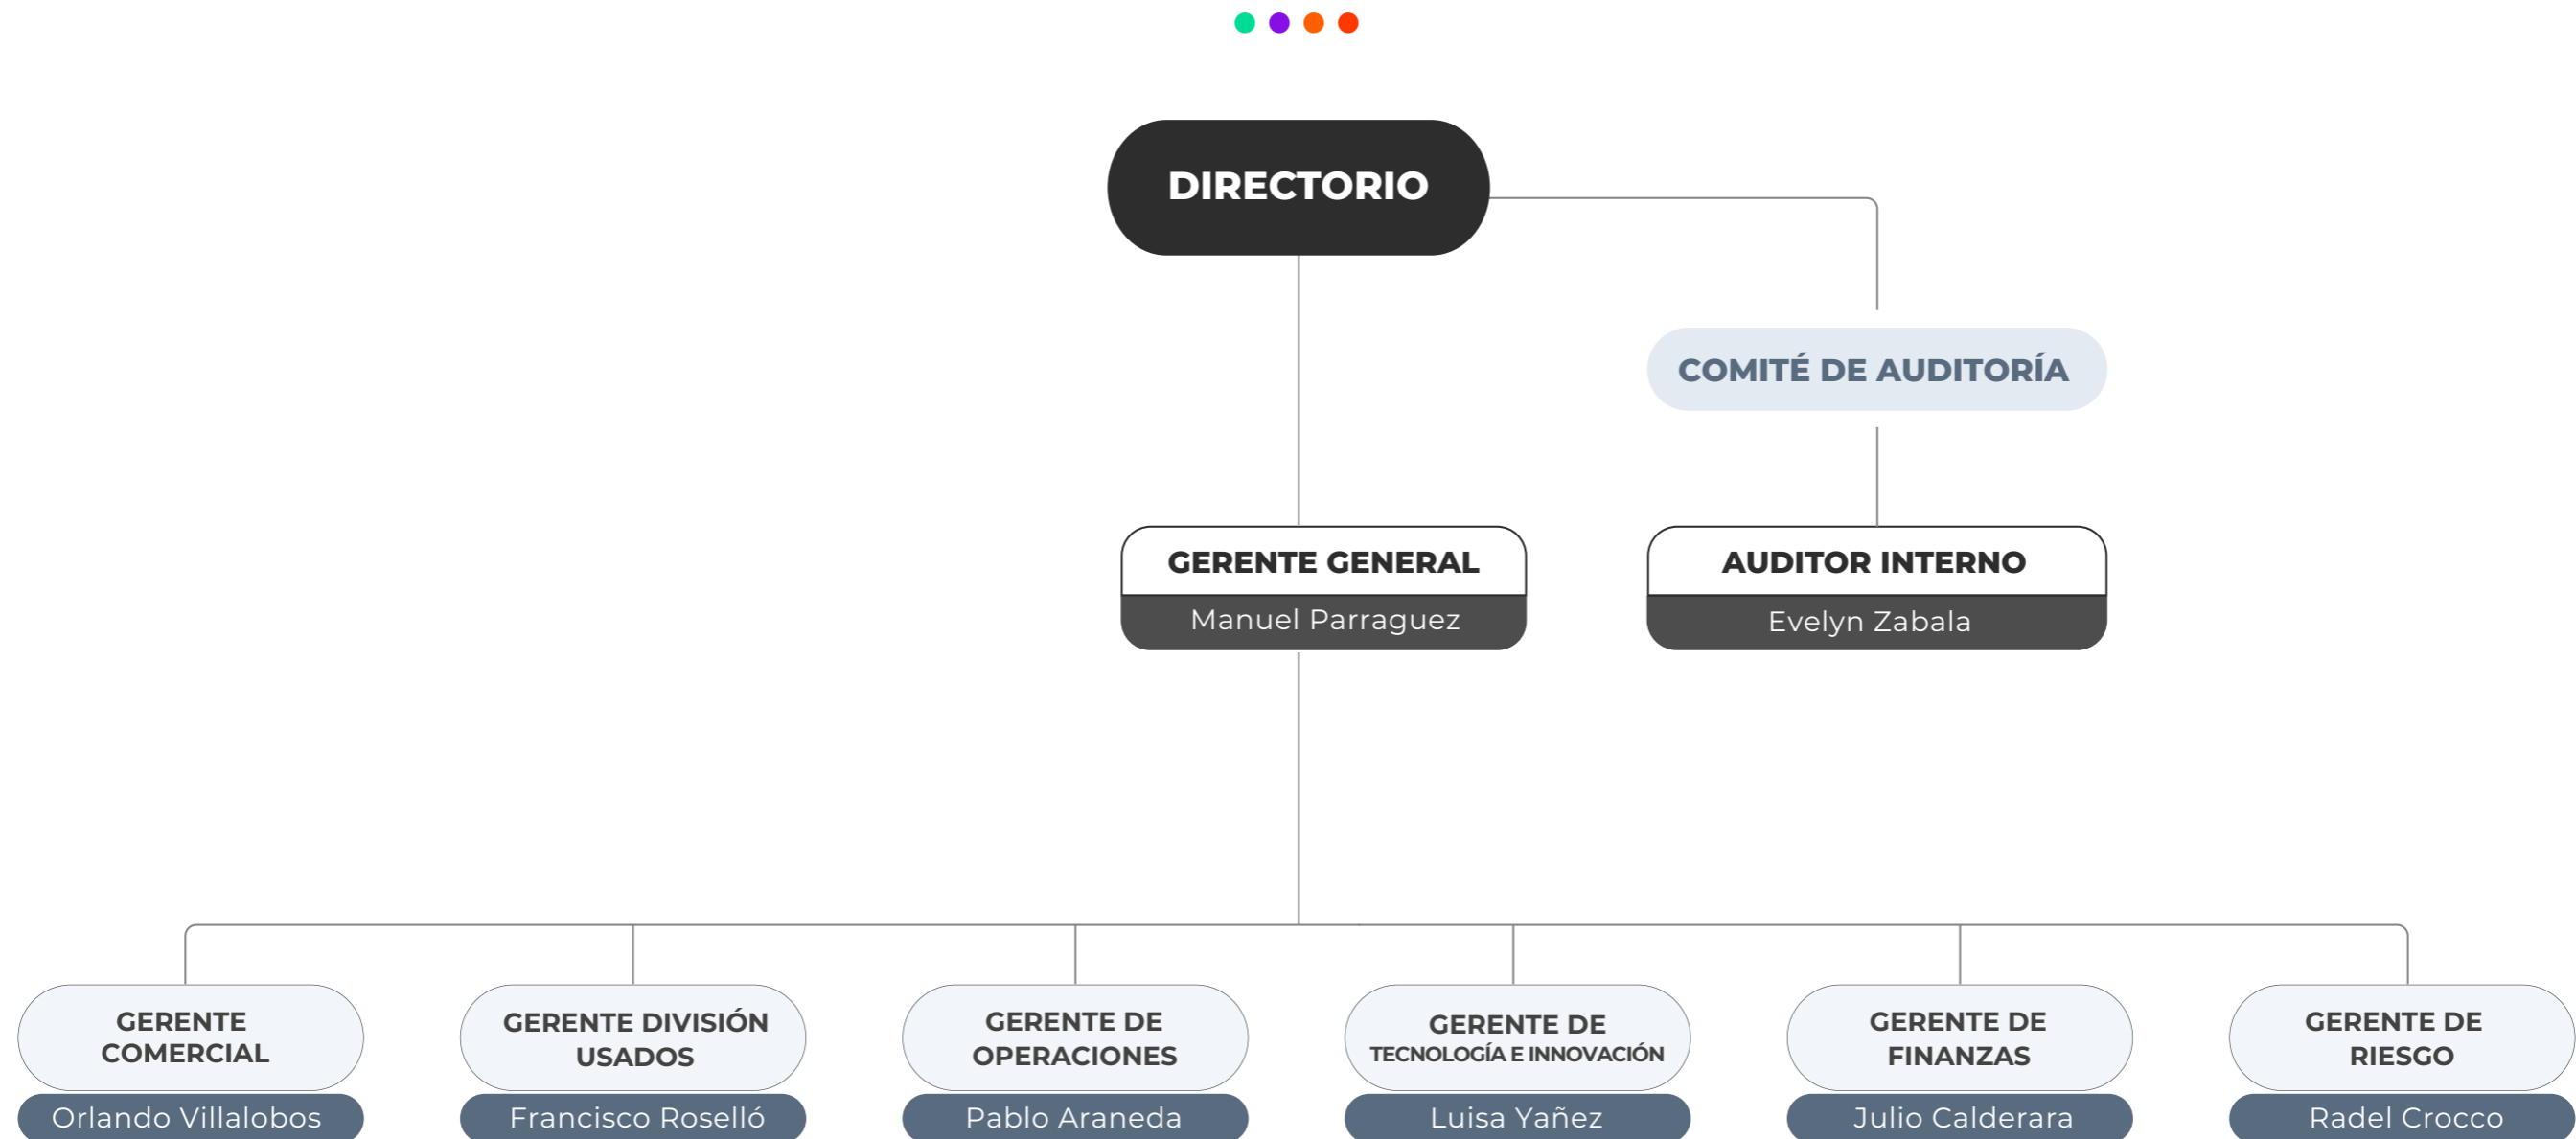 DIRECTORIO
COMITÉ DE AUDITORÍA
GERENTE GENERAL
Manuel Parraguez
AUDITOR INTERNO
Evelyn Zabala
GERENTE
COMERCIAL
Orlando Villalobos
GERENTE DIVISIÓN
USADOS
Francisco Roselló
GERENTE DE
OPERACIONES
Pablo Araneda
GERENTE DE
TECNOLOGÍA E INNOVACIÓN
Luisa Yañez
GERENTE DE
FINANZAS
Julio Calderara
GERENTE DE
RIESGO
Radel Crocco